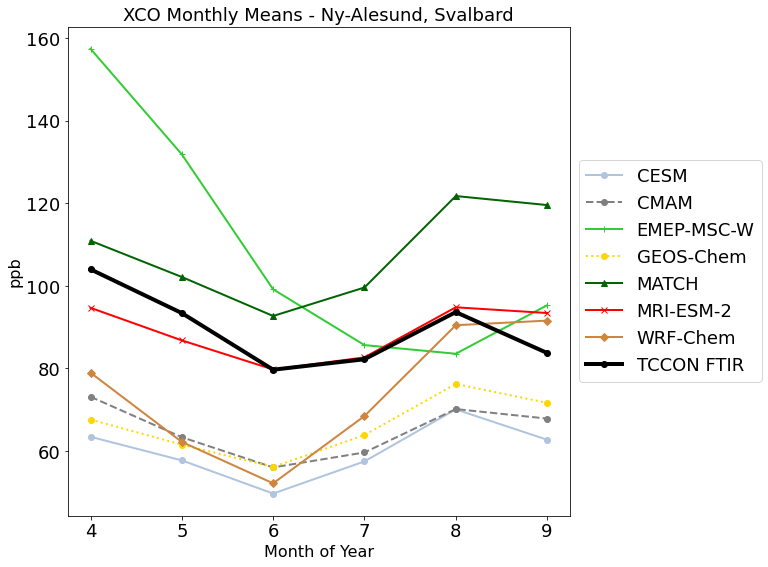 XCO Monthly Means - Ny-Alesund, Svalbard
160
140
120
100
80
60
ppb
4 5 6 7 8 9
Month of Year
CESM
CMAM
EMEP-MSC-W
GEOS-Chem
MATCH
MRI-ESM-2
WRF-Chem
TCCON FTIR